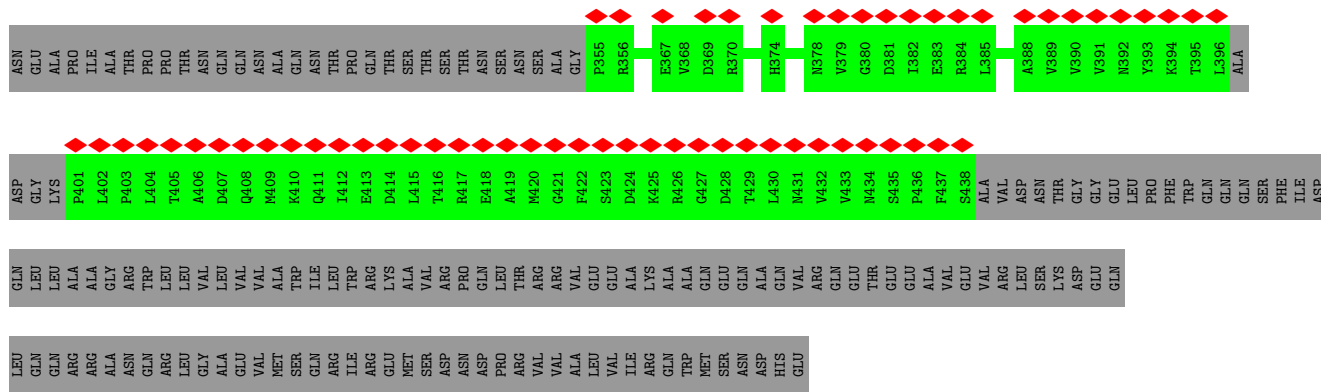 ASN GLU ALA PRO ILE ALA THR PRO PRO THR ASN GLN GLN ASN ALA GLN ASN THR PRO GLN THR SER THR SER THR ASN SER ASN SER ALA GLY P355 R356 E367 V368 D369 R370 H374 N378 V379 G380 D381 I382 E383 R384 L385 A388 V389 V390 V391 N392 Y393 K394 T395 L396 ALA
ASP GLY LYS P401 L402 P403 L404 T405 A406 D407 Q408 M409 K410 Q411 I412 E413 D414 L415 T416 R417 E418 A419 M420 G421 F422 S423 D424 K425 R426 G427 D428 T429 L430 N431 V432 V433 N434 S435 P436 F437 S438 ALA VAL ASP ASN THR GLY GLY GLU LEU PRO PHE TRP GLN GLN GLN SER PHE ILE ASP
GLN LEU LEU ALA ALA GLY ARG TRP LEU LEU VAL LEU VAL VAL ALA TRP ILE LEU TRP ARG LYS ALA VAL ARG PRO GLN LEU THR ARG ARG VAL GLU GLU ALA LYS ALA ALA GLN GLU GLN ALA GLN VAL ARG GLN GLU THR GLU GLU ALA VAL GLU VAL ARG LEU SER LYS ASP GLU GLN
LEU GLN GLN ARG ARG ALA ASN GLN ARG LEU GLY ALA GLU VAL MET SER GLN ARG ILE ARG GLU MET SER ASP ASN ASP PRO ARG VAL VAL ALA LEU VAL ILE ARG GLN TRP MET SER ASN ASP HIS GLU